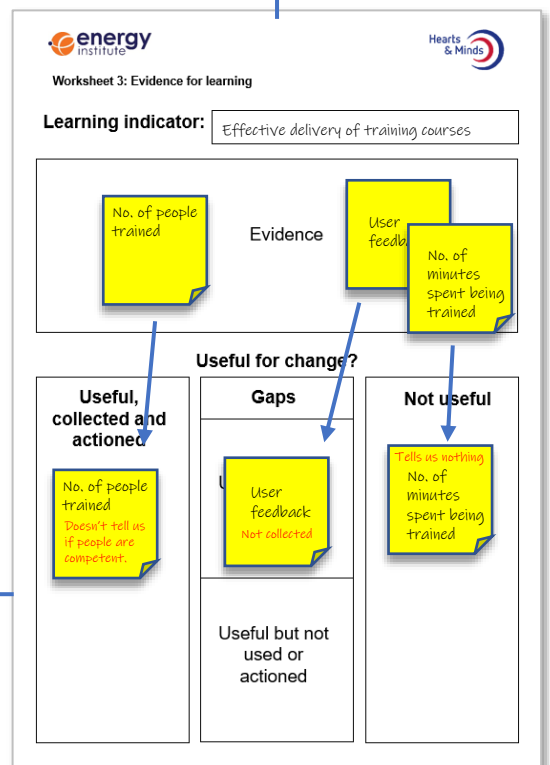 energy
institute
Hearts
& Minds
Worksheet 3: Evidence for learning
Learning indicator:
Effective delivery of training courses
No. of people
trained
Evidence
User
No. of
minutes
spent being
trained
Useful for change?
Useful,
collected and
actioned
No. of people
trained
Doesn't tell us
if people are
competent.
Gaps
User
feedback
Not collected
Useful but not
used or
actioned
Not useful
Tells us nothing
No. of
minutes
spent being
trained